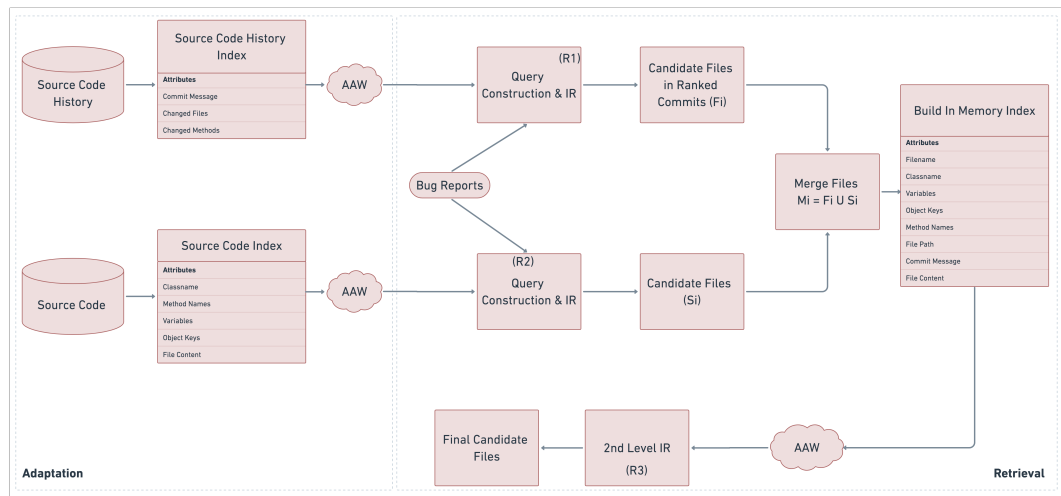 Source Code
History
Source Code History
Index
Attributes
Commit Message
Changed Files
Changed Methods
AAW
(R1)
Query
Construction & IR
Candidate Files
in Ranked
Commits (Fi)
Bug Reports
Merge Files
Mi = Fi U Si
Build In Memory Index
Attributes
Filename
Classname
Variables
Object Keys
Method Names
File Path
Commit Message
File Content
Source Code
Source Code Index
Attributes
Classname
Method Names
Variables
Object Keys
File Content
AAW
(R2)
Query
Construction & IR
Candidate Files
(Si)
Final Candidate
Files
2nd Level IR
(R3)
AAW
Adaptation
Retrieval